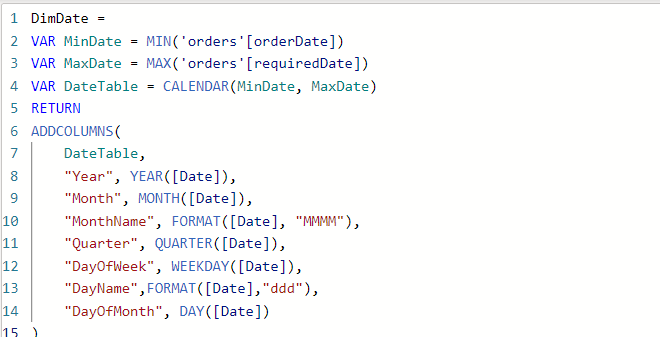 1 DimDate =
2 VAR MinDate = MIN('orders'[orderDate])
3 VAR MaxDate = MAX('orders'[requiredDate])
4 VAR DateTable = CALENDAR(MinDate, MaxDate)
5 RETURN
6 ADDCOLUMNS(
7 DateTable,
8 "Year", YEAR([Date]),
9 "Month", MONTH([Date]),
10 "MonthName", FORMAT([Date], "MMMM"),
11 "Quarter", QUARTER([Date]),
12 "DayOfWeek", WEEKDAY([Date]),
13 "DayName",FORMAT([Date],"ddd"),
14 "DayOfMonth", DAY([Date])
15 )